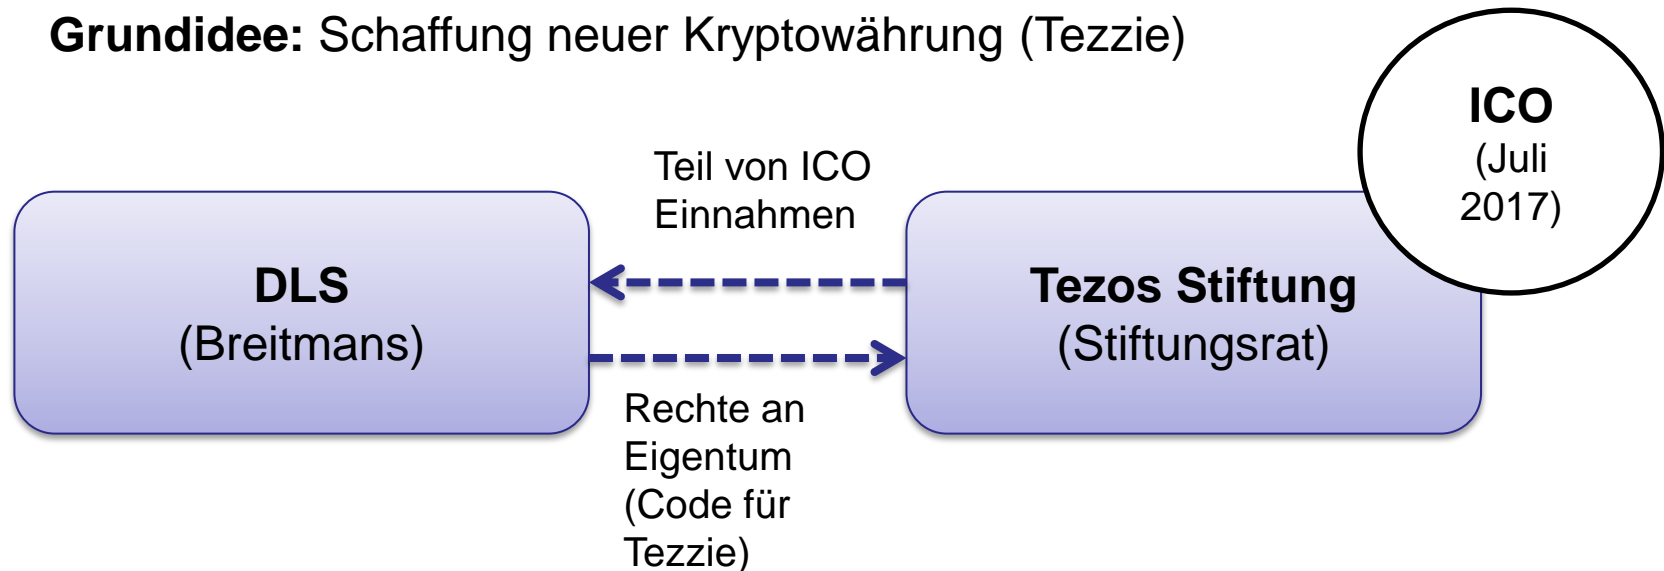 Grundidee: Schaffung neuer Kryptowährung (Tezzie)
ICO
(Juli
2017)
Teil von ICO
Einnahmen
DLS
(Breitmans)
Tezos Stiftung
(Stiftungsrat)
Rechte an
Eigentum
(Code für
Tezzie)